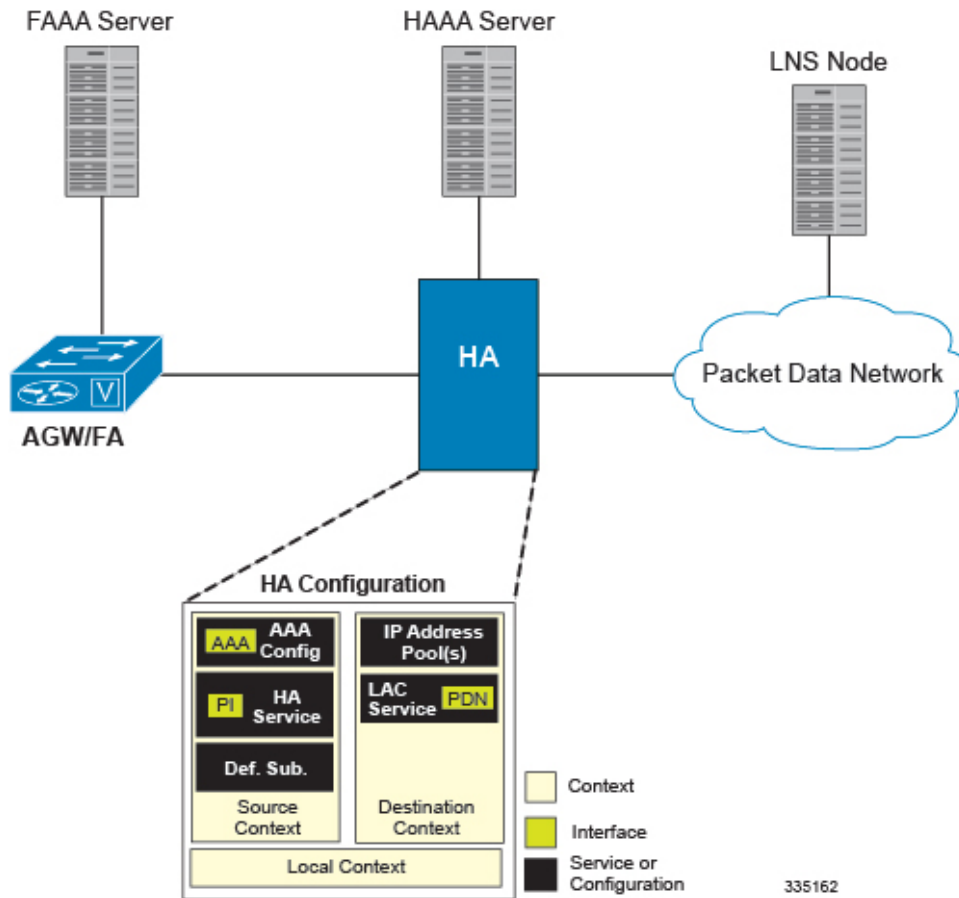 FAAA Server
HAAA Server
LNS Node
HA
Packet Data Network
V
AGW/FA
HA Configuration
AAA
AAA
Config
IP Address
Pool(s)
PI
HA
Service
LAC
Service
PDN
Def. Sub.
Source
Context
Destination
Context
Local Context
Context
Interface
Service or
Configuration
335162